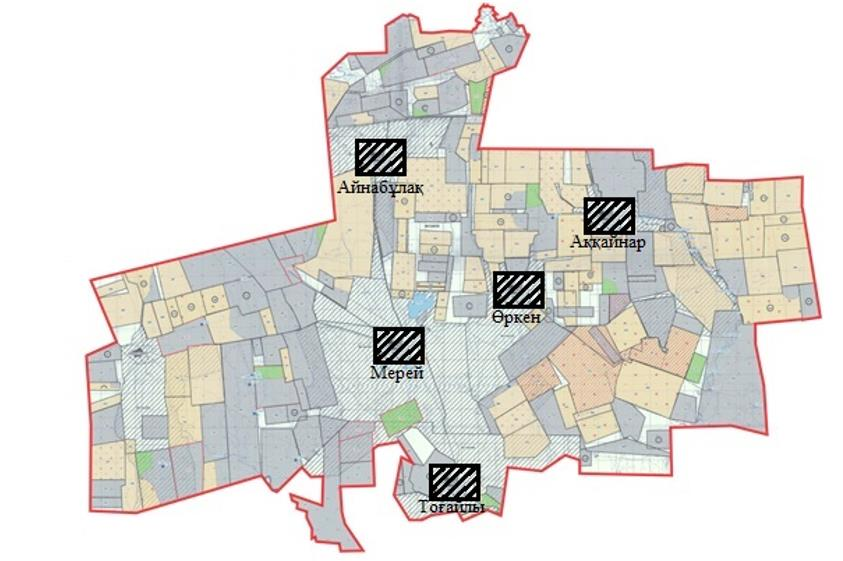 Айнабұлақ
Аққайнар
Өркен
Мерей
Тоғайлы